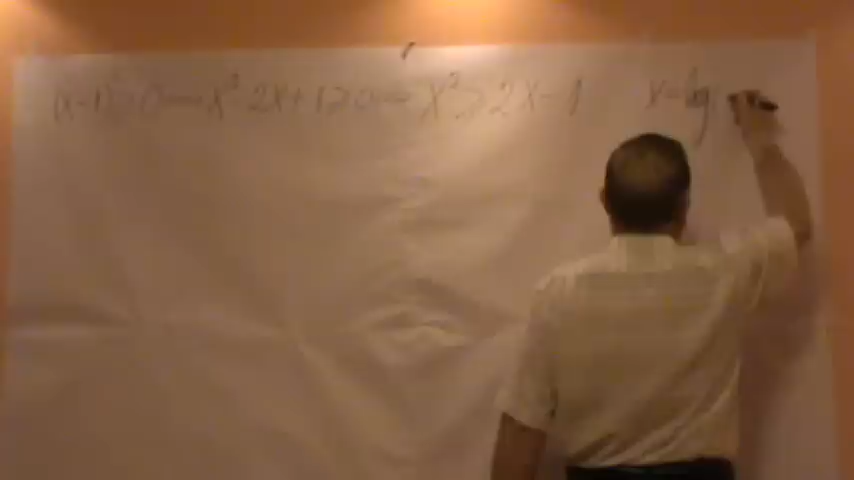 (x-1)²≥0 — x²-2x+1≥0 — x²≥2x-1 x=log